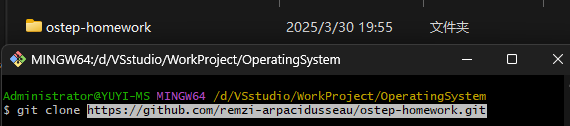 ostep-homework 2025/3/30 19:55 文件夹
MINGW64:/d/VSstudio/WorkProject/OperatingSystem
Administrator@YUYI-MS MINGW64 /d/VSstudio/WorkProject/OperatingSystem
$ git clone https://github.com/remzi-arpacidusseau/ostep-homework.git